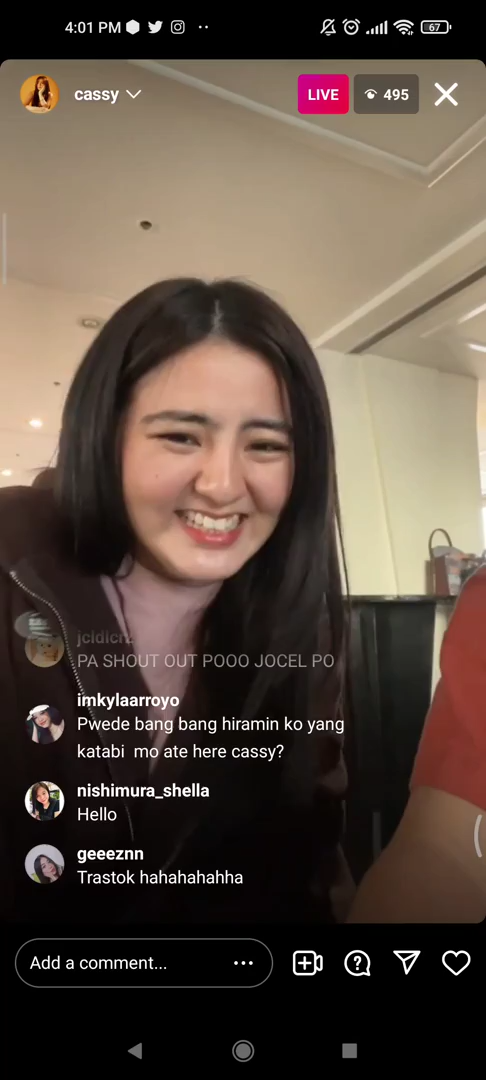 4:01 PM
67
cassy
LIVE
495
PA SHOUT OUT POOO JOCEL PO
imkylaarroyo
Pwede bang bang hiramin ko yang
katabi mo ate here cassy?
nishimura_shella
Hello
geeeznn
Trastok hahahahahha
Add a comment...